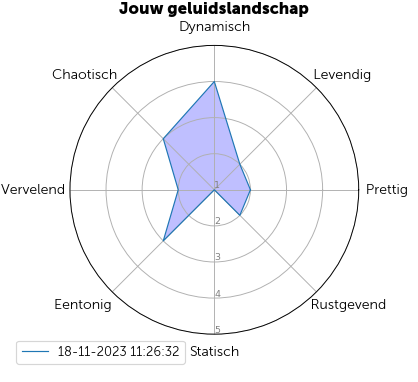 Jouw geluidslandschap
Dynamisch
Chaotisch
Levendig
Vervelend
1
Prettig
2
3
4
Eentonig
Rustgevend
5
18-11-2023 11:26:32
Statisch